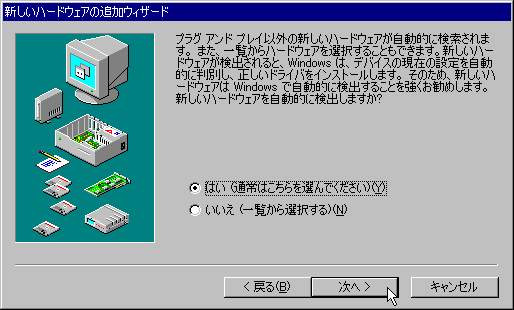 新しいハードウェアの追加ウィザード
プラグ アンド プレイ以外の新しいハードウェアが自動的に検索されま
す。また、一覧からハードウェアを選択することもできます。新しいハー
ドウェアが検出されると、Windows は、デバイスの現在の設定を自動
的に判別し、正しいドライバをインストールします。そのため、新しいハ
ードウェアは Windows で自動的に検出することを強くお勧めします。
新しいハードウェアを自動的に検出しますか?
はい (通常はこちらを選んでください)(Y)
いいえ (一覧から選択する)(N)
< 戻る(B)
次へ >
キャンセル